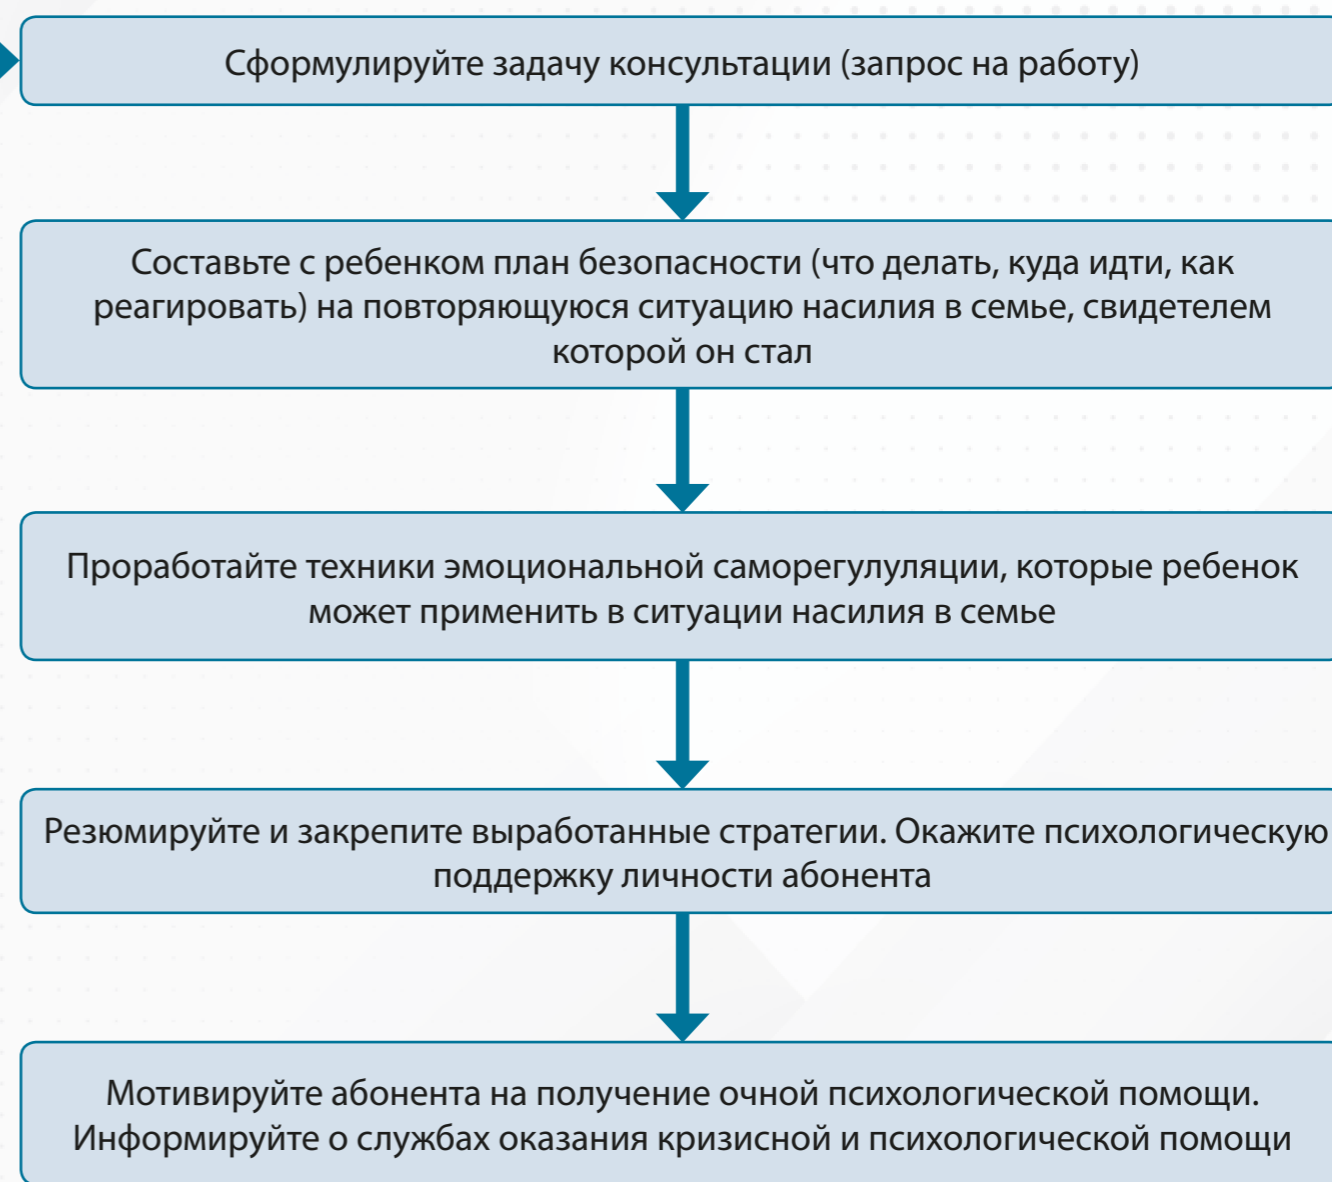 Сформулируйте задачу консультации (запрос на работу)
Составьте с ребенком план безопасности (что делать, куда идти, как
реагировать) на повторяющуюся ситуацию насилия в семье, свидетелем
которой он стал
Проработайте техники эмоциональной саморегулуляции, которые ребенок
может применить в ситуации насилия в семье
Резюмируйте и закрепите выработанные стратегии. Окажите психологическую
поддержку личности абонента
Мотивируйте абонента на получение очной психологической помощи.
Информируйте о службах оказания кризисной и психологической помощи